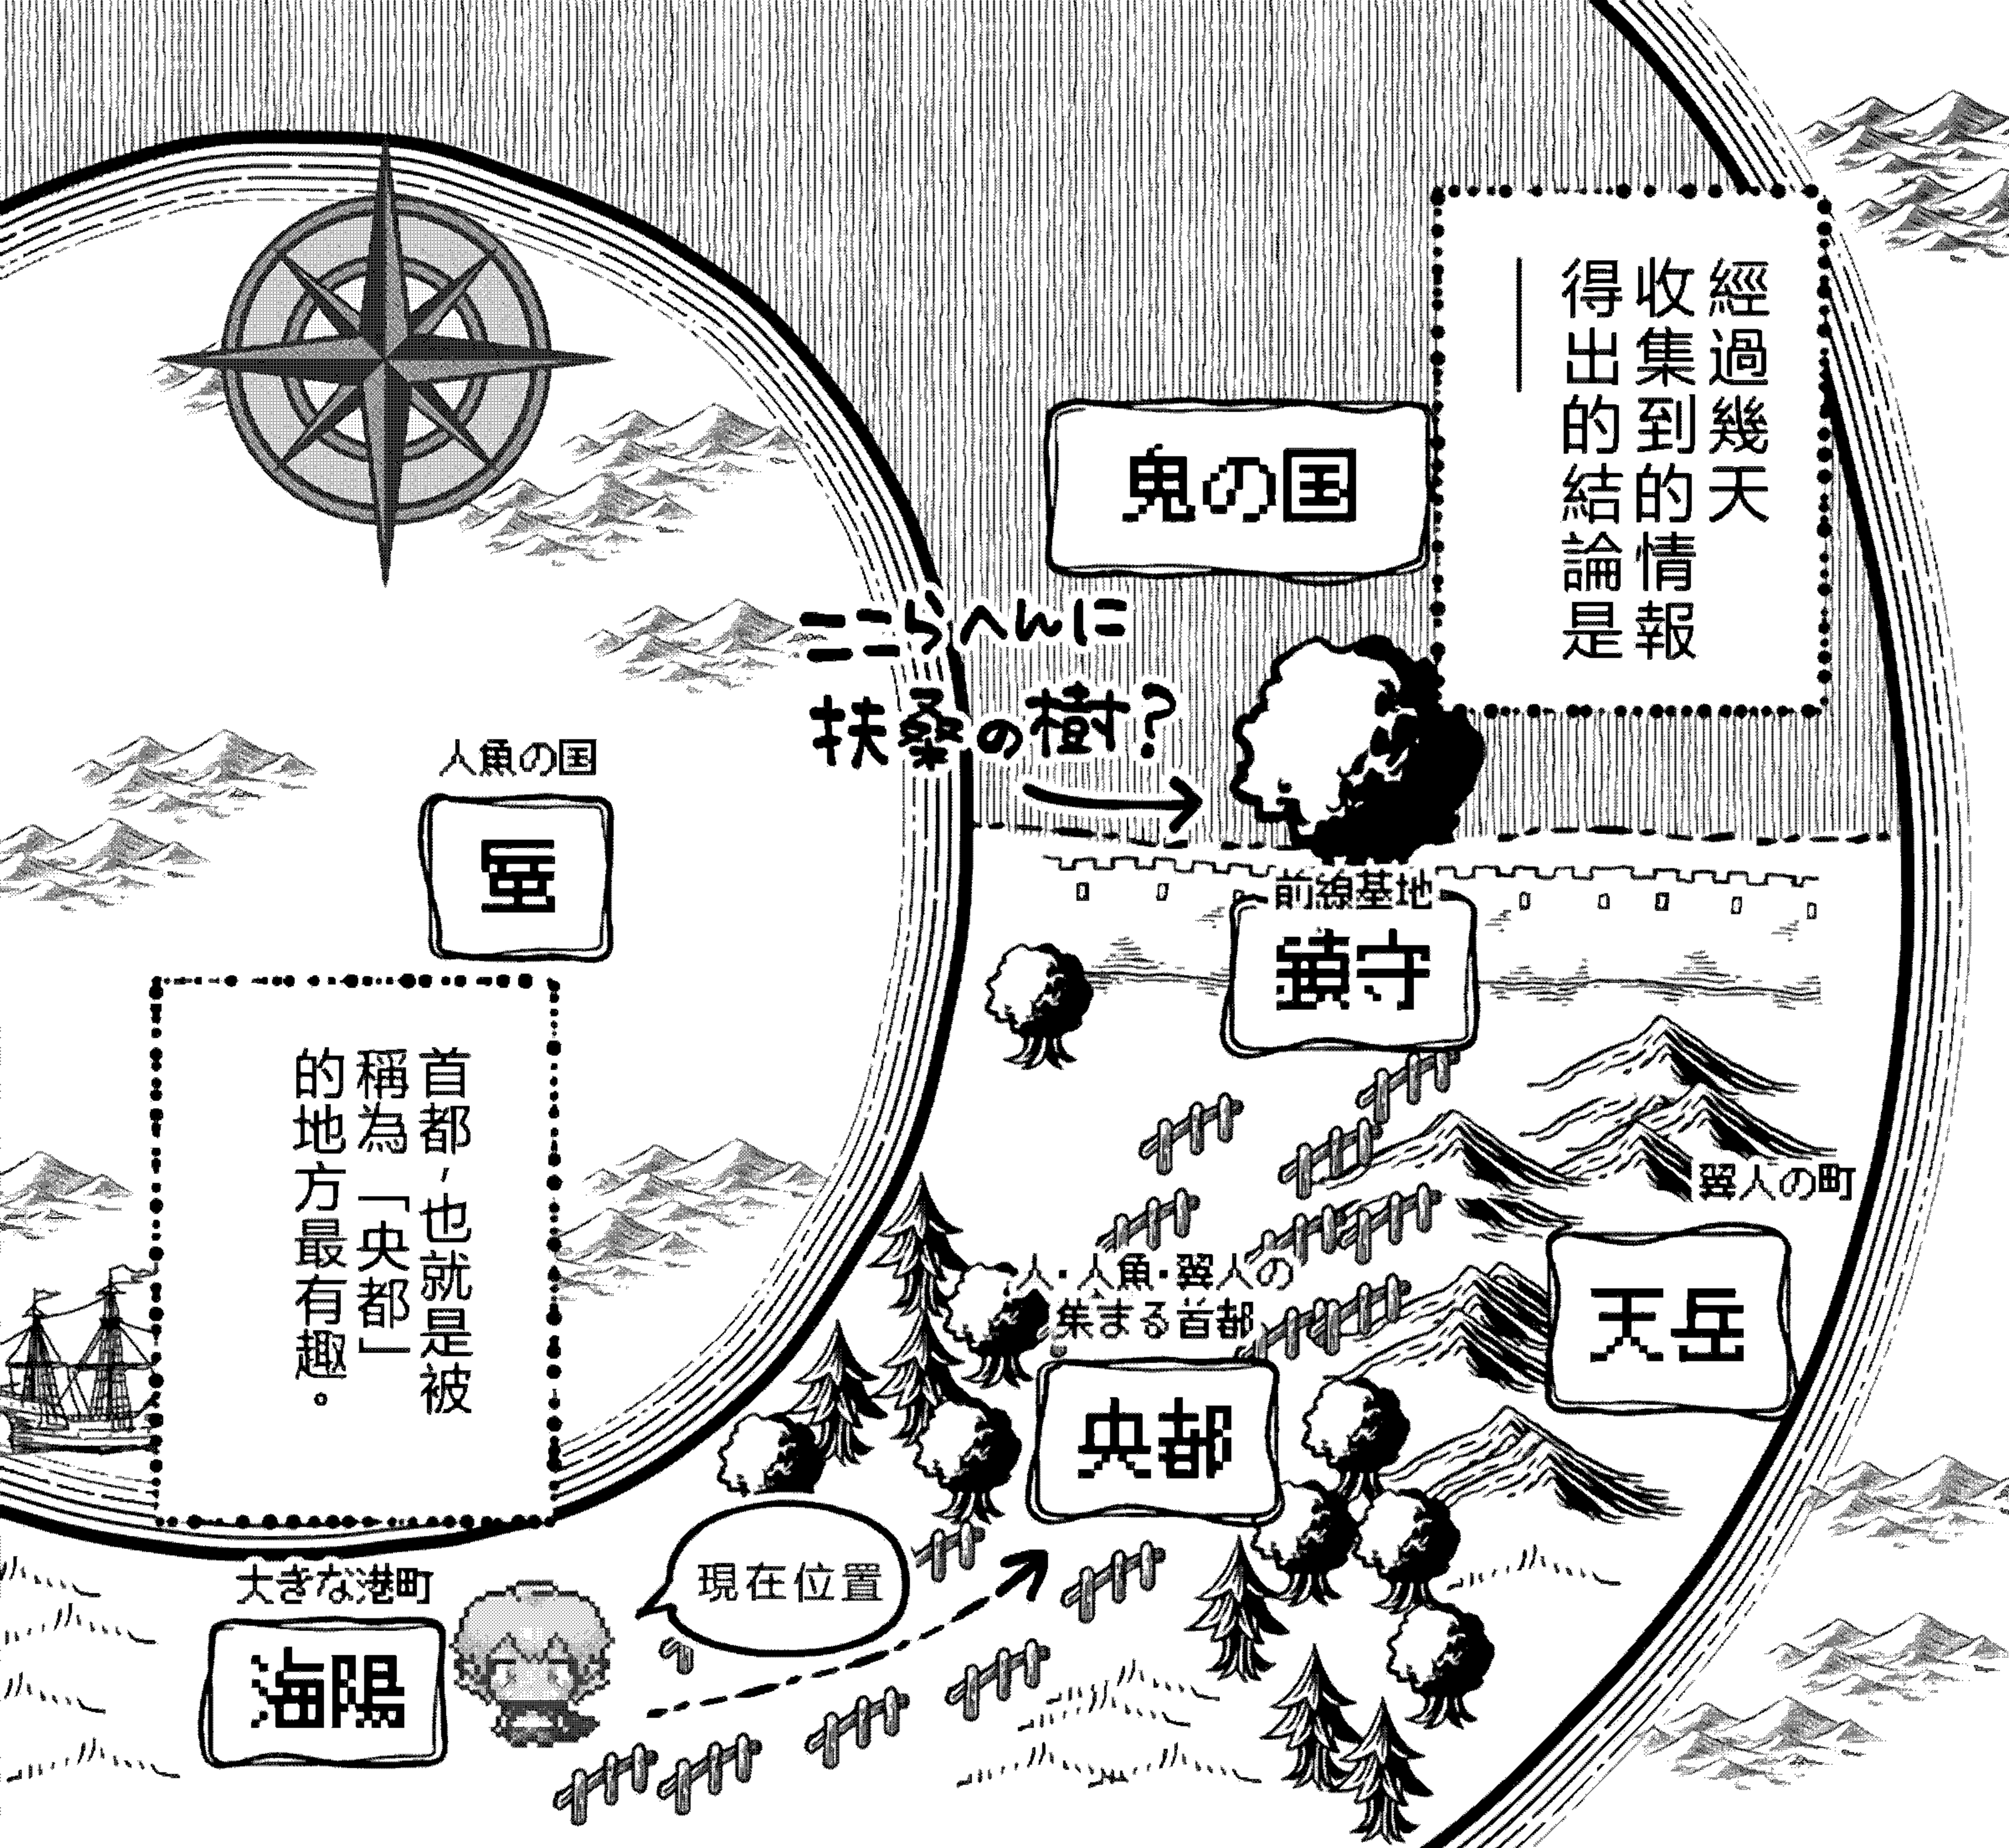 經過幾天
收集到的情報
得出的結論是
——
鬼の国
ここらへんに
扶桑の樹?
人魚の国
蜃
前線基地
鎮守
翼人の町
天岳
人・人魚・翼人の
集まる首都
央都
首都，也就是被
稱為「央都」
的地方最有趣。
現在位置
大きな港町
海陽